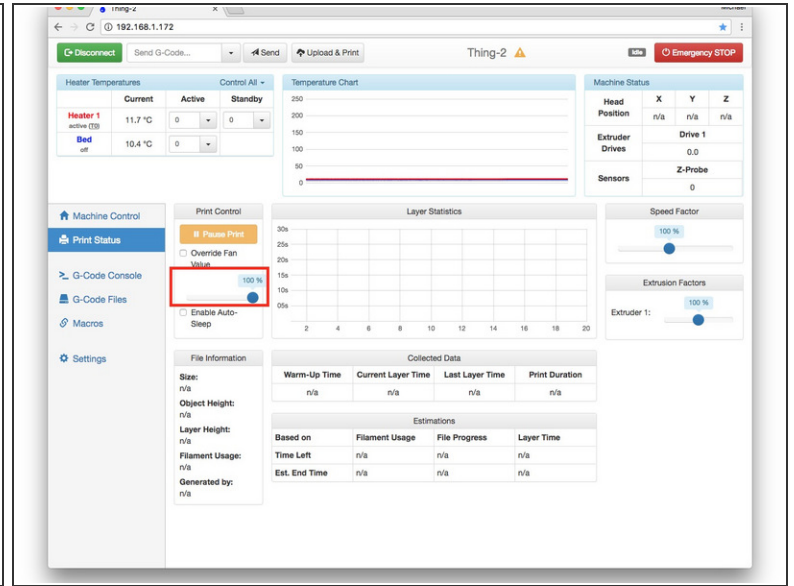 Thing-2
192.168.1.172
Disconnect Send G-Code... Send Upload & Print Thing-2 Idle Emergency STOP
Heater Temperatures Control All
Current Active Standby
Heater 1
active (T0)
11.7 °C 0 0
Bed
off
10.4 °C 0
Temperature Chart
250
200
150
100
50
0
Machine Status
Head Position X Y Z
n/a n/a n/a
Extruder Drives Drive 1
0.0
Sensors Z-Probe
0
Machine Control
Print Status
G-Code Console
G-Code Files
Macros
Settings
Print Control
Pause Print
Override Fan
Value
100 %
Enable Auto-
Sleep
Layer Statistics
30s
25s
20s
15s
10s
05s
2 4 6 8 10 12 14 16 18 20
Speed Factor
100 %
Extrusion Factors
100 %
Extruder 1:
File Information
Size:
n/a
Object Height:
n/a
Layer Height:
n/a
Filament Usage:
n/a
Generated by:
n/a
Collected Data
Warm-Up Time Current Layer Time Last Layer Time Print Duration
n/a n/a n/a n/a
Estimations
Based on Filament Usage File Progress Layer Time
Time Left n/a n/a n/a
Est. End Time n/a n/a n/a